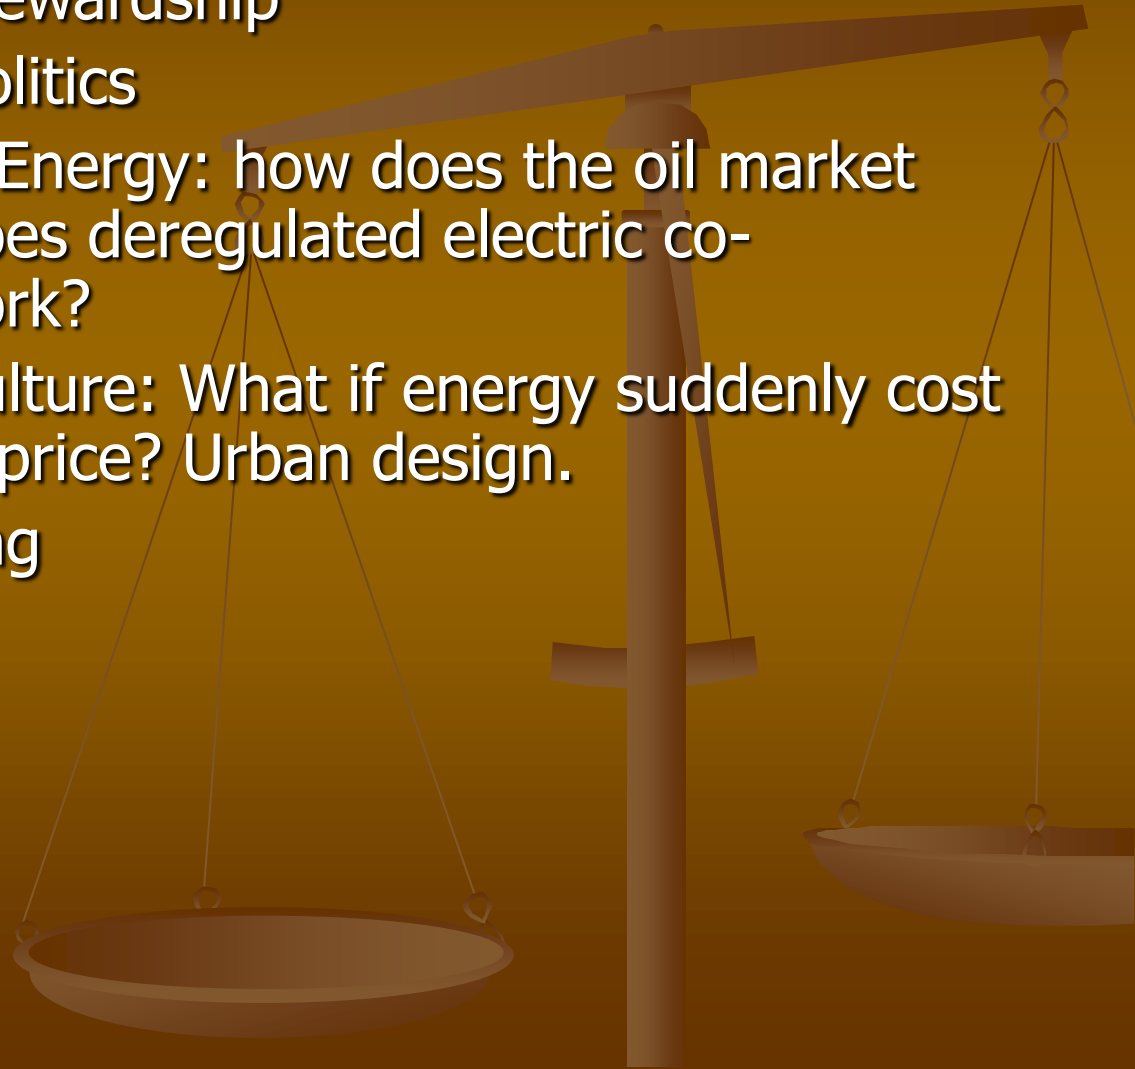 ewardship
olitics
Energy: how does the oil market
oes deregulated electric co-
ork?
ulture: What if energy suddenly cost
price? Urban design.
ng